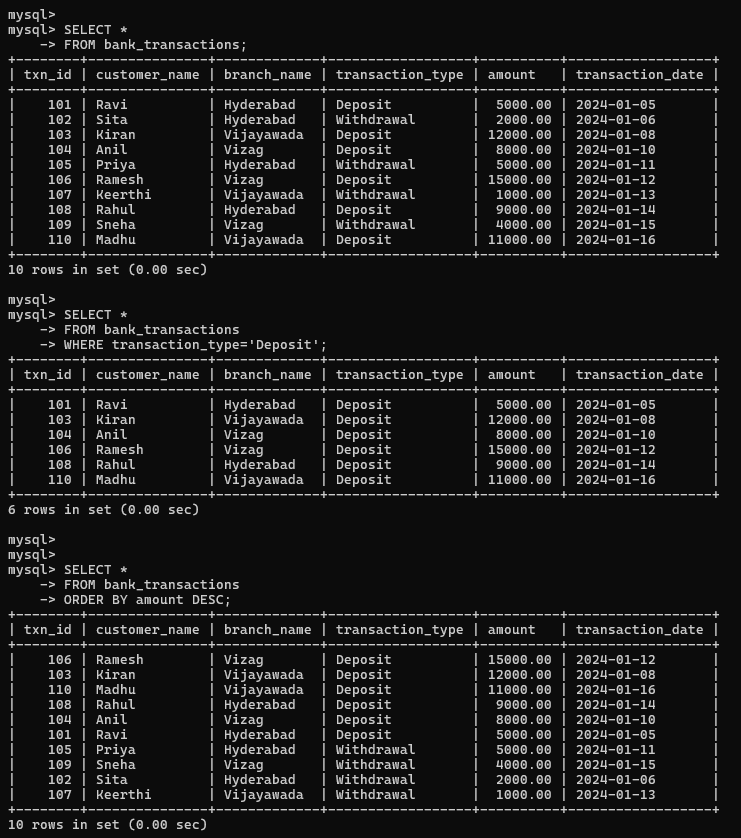 mysql>
mysql> SELECT *
    -> FROM bank_transactions;
+--------+---------------+-------------+------------------+----------+------------------+
| txn_id | customer_name | branch_name | transaction_type | amount   | transaction_date |
+--------+---------------+-------------+------------------+----------+------------------+
|    101 | Ravi          | Hyderabad   | Deposit          |  5000.00 | 2024-01-05       |
|    102 | Sita          | Hyderabad   | Withdrawal       |  2000.00 | 2024-01-06       |
|    103 | Kiran         | Vijayawada  | Deposit          | 12000.00 | 2024-01-08       |
|    104 | Anil          | Vizag       | Deposit          |  8000.00 | 2024-01-10       |
|    105 | Priya         | Hyderabad   | Withdrawal       |  5000.00 | 2024-01-11       |
|    106 | Ramesh        | Vizag       | Deposit          | 15000.00 | 2024-01-12       |
|    107 | Keerthi       | Vijayawada  | Withdrawal       |  1000.00 | 2024-01-13       |
|    108 | Rahul         | Hyderabad   | Deposit          |  9000.00 | 2024-01-14       |
|    109 | Sneha         | Vizag       | Withdrawal       |  4000.00 | 2024-01-15       |
|    110 | Madhu         | Vijayawada  | Deposit          | 11000.00 | 2024-01-16       |
+--------+---------------+-------------+------------------+----------+------------------+
10 rows in set (0.00 sec)

mysql>
mysql> SELECT *
    -> FROM bank_transactions
    -> WHERE transaction_type='Deposit';
+--------+---------------+-------------+------------------+----------+------------------+
| txn_id | customer_name | branch_name | transaction_type | amount   | transaction_date |
+--------+---------------+-------------+------------------+----------+------------------+
|    101 | Ravi          | Hyderabad   | Deposit          |  5000.00 | 2024-01-05       |
|    103 | Kiran         | Vijayawada  | Deposit          | 12000.00 | 2024-01-08       |
|    104 | Anil          | Vizag       | Deposit          |  8000.00 | 2024-01-10       |
|    106 | Ramesh        | Vizag       | Deposit          | 15000.00 | 2024-01-12       |
|    108 | Rahul         | Hyderabad   | Deposit          |  9000.00 | 2024-01-14       |
|    110 | Madhu         | Vijayawada  | Deposit          | 11000.00 | 2024-01-16       |
+--------+---------------+-------------+------------------+----------+------------------+
6 rows in set (0.00 sec)

mysql>
mysql>
mysql> SELECT *
    -> FROM bank_transactions
    -> ORDER BY amount DESC;
+--------+---------------+-------------+------------------+----------+------------------+
| txn_id | customer_name | branch_name | transaction_type | amount   | transaction_date |
+--------+---------------+-------------+------------------+----------+------------------+
|    106 | Ramesh        | Vizag       | Deposit          | 15000.00 | 2024-01-12       |
|    103 | Kiran         | Vijayawada  | Deposit          | 12000.00 | 2024-01-08       |
|    110 | Madhu         | Vijayawada  | Deposit          | 11000.00 | 2024-01-16       |
|    108 | Rahul         | Hyderabad   | Deposit          |  9000.00 | 2024-01-14       |
|    104 | Anil          | Vizag       | Deposit          |  8000.00 | 2024-01-10       |
|    101 | Ravi          | Hyderabad   | Deposit          |  5000.00 | 2024-01-05       |
|    105 | Priya         | Hyderabad   | Withdrawal       |  5000.00 | 2024-01-11       |
|    109 | Sneha         | Vizag       | Withdrawal       |  4000.00 | 2024-01-15       |
|    102 | Sita          | Hyderabad   | Withdrawal       |  2000.00 | 2024-01-06       |
|    107 | Keerthi       | Vijayawada  | Withdrawal       |  1000.00 | 2024-01-13       |
+--------+---------------+-------------+------------------+----------+------------------+
10 rows in set (0.00 sec)